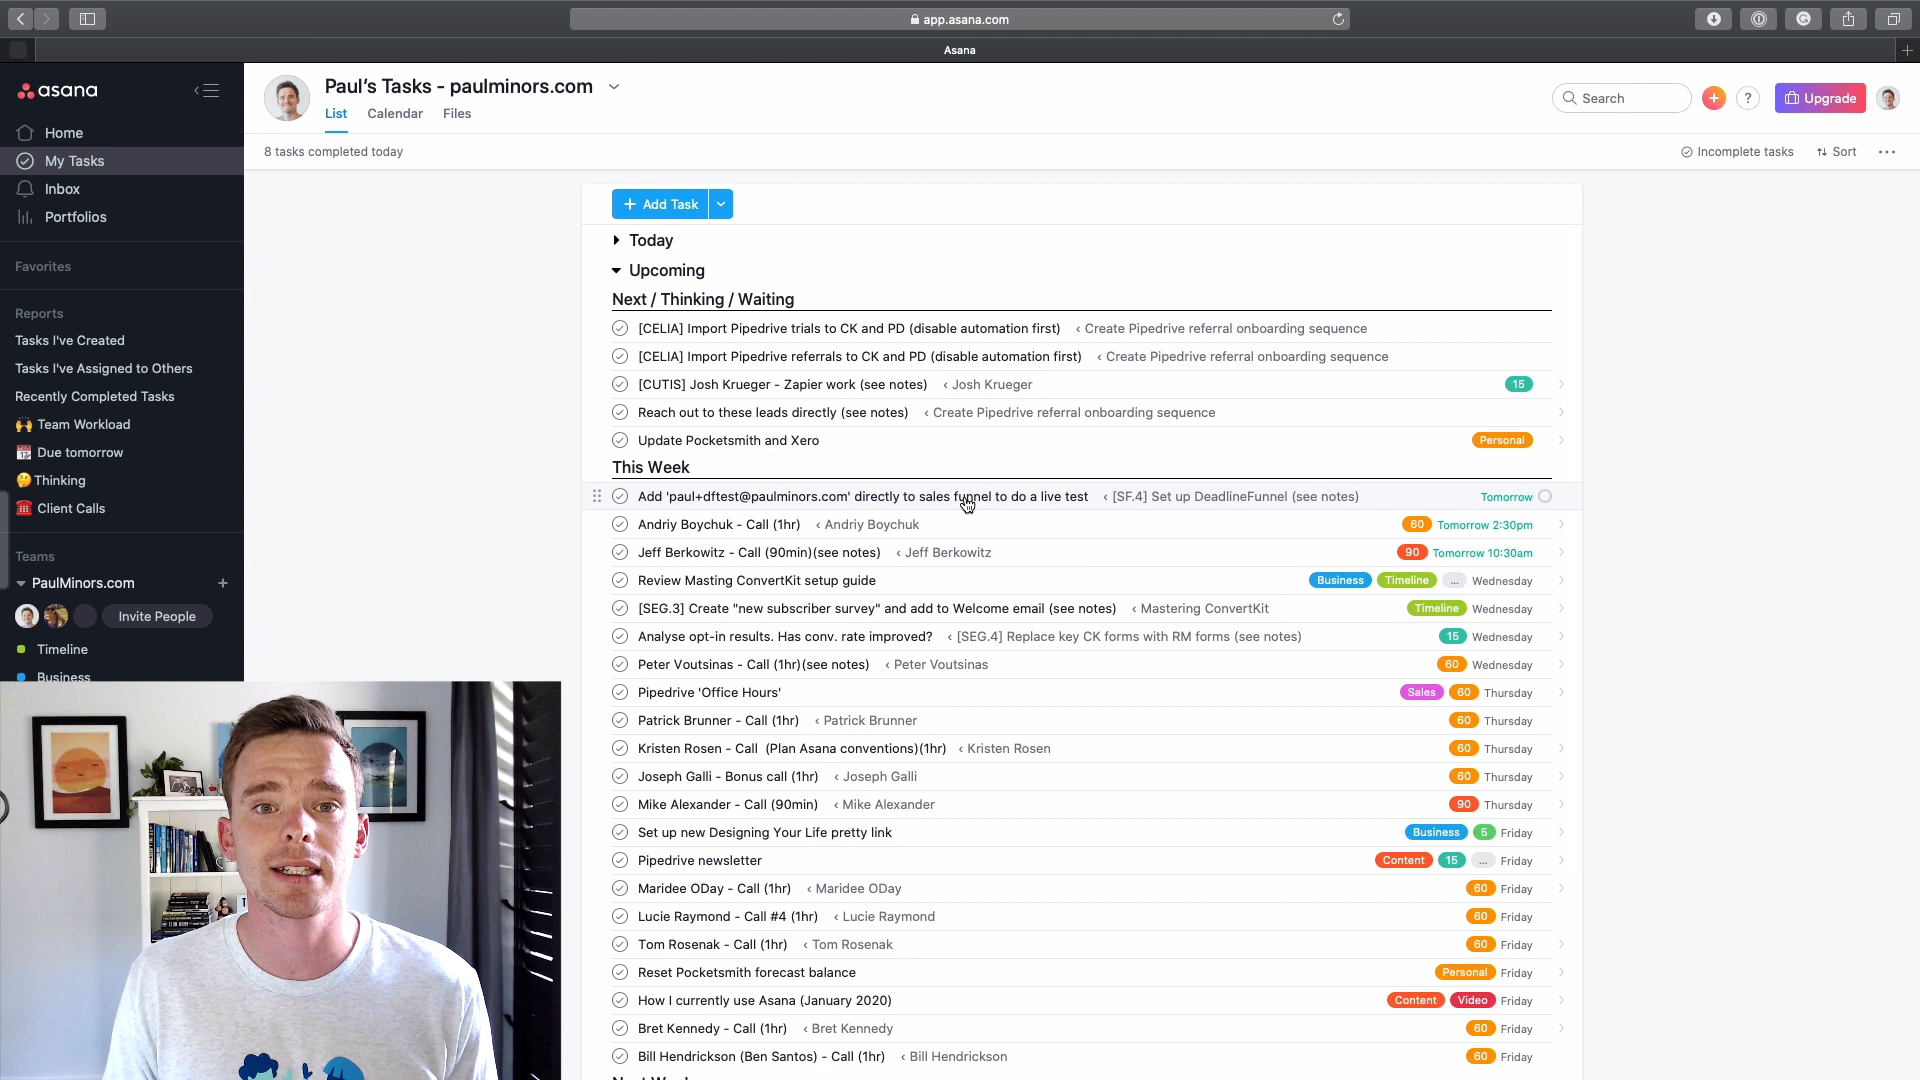 app.asana.com
Asana
asana
Home
My Tasks
Inbox
Portfolios
Favorites
Reports
Tasks I've Created
Tasks I've Assigned to Others
Recently Completed Tasks
Team Workload
Due tomorrow
Thinking
Client Calls
Teams
PaulMinors.com
Invite People
Timeline
Business
Paul's Tasks - paulminors.com
List Calendar Files
Search
?
Upgrade
8 tasks completed today
Incomplete tasks
Sort
+ Add Task
Today
Upcoming
Next / Thinking / Waiting
[CELIA] Import Pipedrive trials to CK and PD (disable automation first) ‹ Create Pipedrive referral onboarding sequence
[CELIA] Import Pipedrive referrals to CK and PD (disable automation first) ‹ Create Pipedrive referral onboarding sequence
[CUTIS] Josh Krueger - Zapier work (see notes) ‹ Josh Krueger 15
Reach out to these leads directly (see notes) ‹ Create Pipedrive referral onboarding sequence
Update Pocketsmith and Xero Personal
This Week
Add 'paul+dftest@paulminors.com' directly to sales funnel to do a live test ‹ [SF.4] Set up DeadlineFunnel (see notes) Tomorrow
Andriy Boychuk - Call (1hr) ‹ Andriy Boychuk 60 Tomorrow 2:30pm
Jeff Berkowitz - Call (90min)(see notes) ‹ Jeff Berkowitz 90 Tomorrow 10:30am
Review Masting ConvertKit setup guide Business Timeline ... Wednesday
[SEG.3] Create "new subscriber survey" and add to Welcome email (see notes) ‹ Mastering ConvertKit Timeline Wednesday
Analyse opt-in results. Has conv. rate improved? ‹ [SEG.4] Replace key CK forms with RM forms (see notes) 15 Wednesday
Peter Voutsinas - Call (1hr)(see notes) ‹ Peter Voutsinas 60 Wednesday
Pipedrive 'Office Hours' Sales 60 Thursday
Patrick Brunner - Call (1hr) ‹ Patrick Brunner 60 Thursday
Kristen Rosen - Call (Plan Asana conventions)(1hr) ‹ Kristen Rosen 60 Thursday
Joseph Galli - Bonus call (1hr) ‹ Joseph Galli 60 Thursday
Mike Alexander - Call (90min) ‹ Mike Alexander 90 Thursday
Set up new Designing Your Life pretty link Business 5 Friday
Pipedrive newsletter Content 15 ... Friday
Maridee ODay - Call (1hr) ‹ Maridee ODay 60 Friday
Lucie Raymond - Call #4 (1hr) ‹ Lucie Raymond 60 Friday
Tom Rosenak - Call (1hr) ‹ Tom Rosenak 60 Friday
Reset Pocketsmith forecast balance Personal Friday
How I currently use Asana (January 2020) Content Video Friday
Bret Kennedy - Call (1hr) ‹ Bret Kennedy 60 Friday
Bill Hendrickson (Ben Santos) - Call (1hr) ‹ Bill Hendrickson 60 Friday